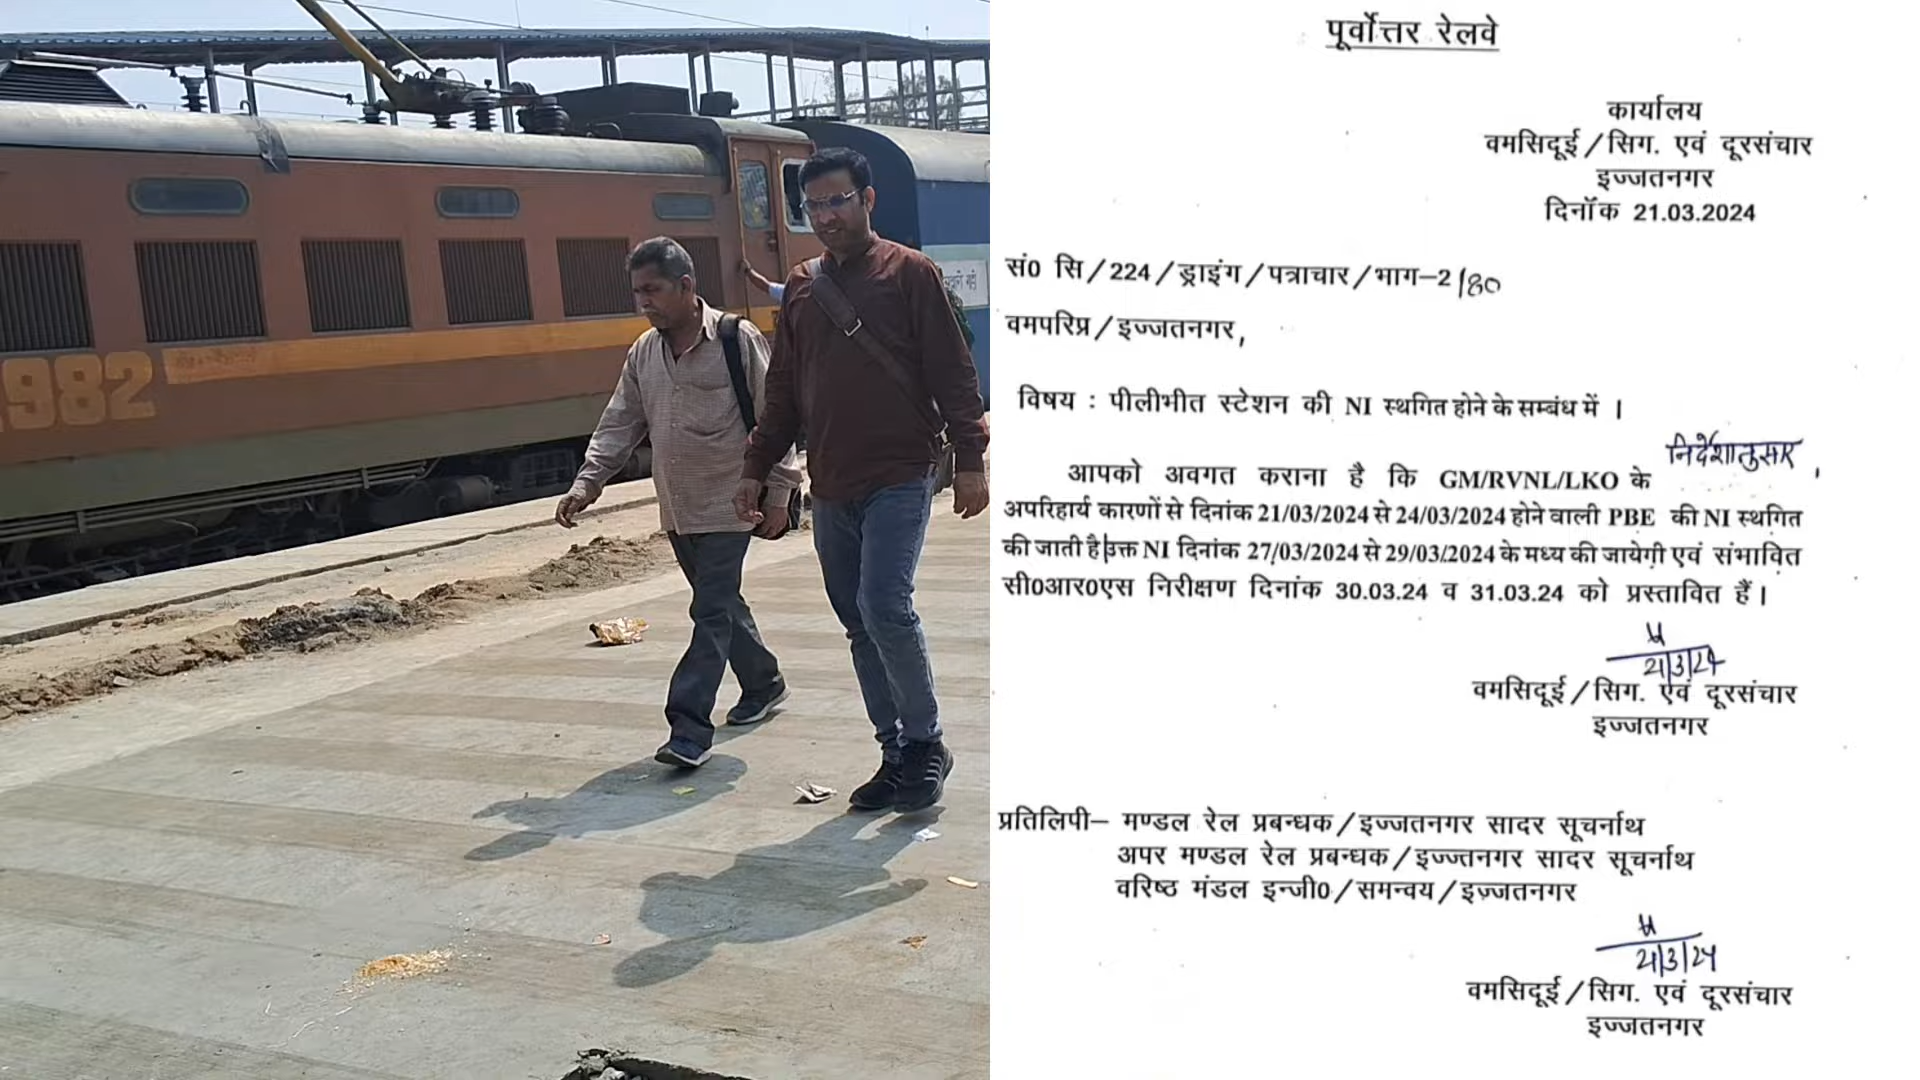 982
पूर्वोत्तर रेलवे
कार्यालय
वमसिदूई/सिग. एवं दूरसंचार
इज्जतनगर
दिनॉक 21.03.2024
सं0 सि/224/ड्राइंग/पत्राचार/भाग–2/80
वमपरिप्र/इज्जतनगर,
विषय : पीलीभीत स्टेशन की NI स्थगित होने के सम्बंध में ।
निर्देशानुसार,
आपको अवगत कराना है कि GM/RVNL/LKO के
अपरिहार्य कारणों से दिनांक 21/03/2024 से 24/03/2024 होने वाली PBE की NI स्थगित
की जाती है।उक्त NI दिनांक 27/03/2024 से 29/03/2024 के मध्य की जायेगी एवं संभावित
सी0आर0एस निरीक्षण दिनांक 30.03.24 व 31.03.24 को प्रस्तावित हैं।
21/3/24
वमसिदूई/सिग. एवं दूरसंचार
इज्जतनगर
प्रतिलिपी– मण्डल रेल प्रबन्धक/इज्जतनगर सादर सूचर्नाथ
अपर मण्डल रेल प्रबन्धक/इज्ज्तनगर सादर सूचर्नाथ
वरिष्ठ मंडल इन्जी0/समन्वय/इज़्जतनगर
21/3/24
वमसिदूई/सिग. एवं दूरसंचार
इज्जतनगर